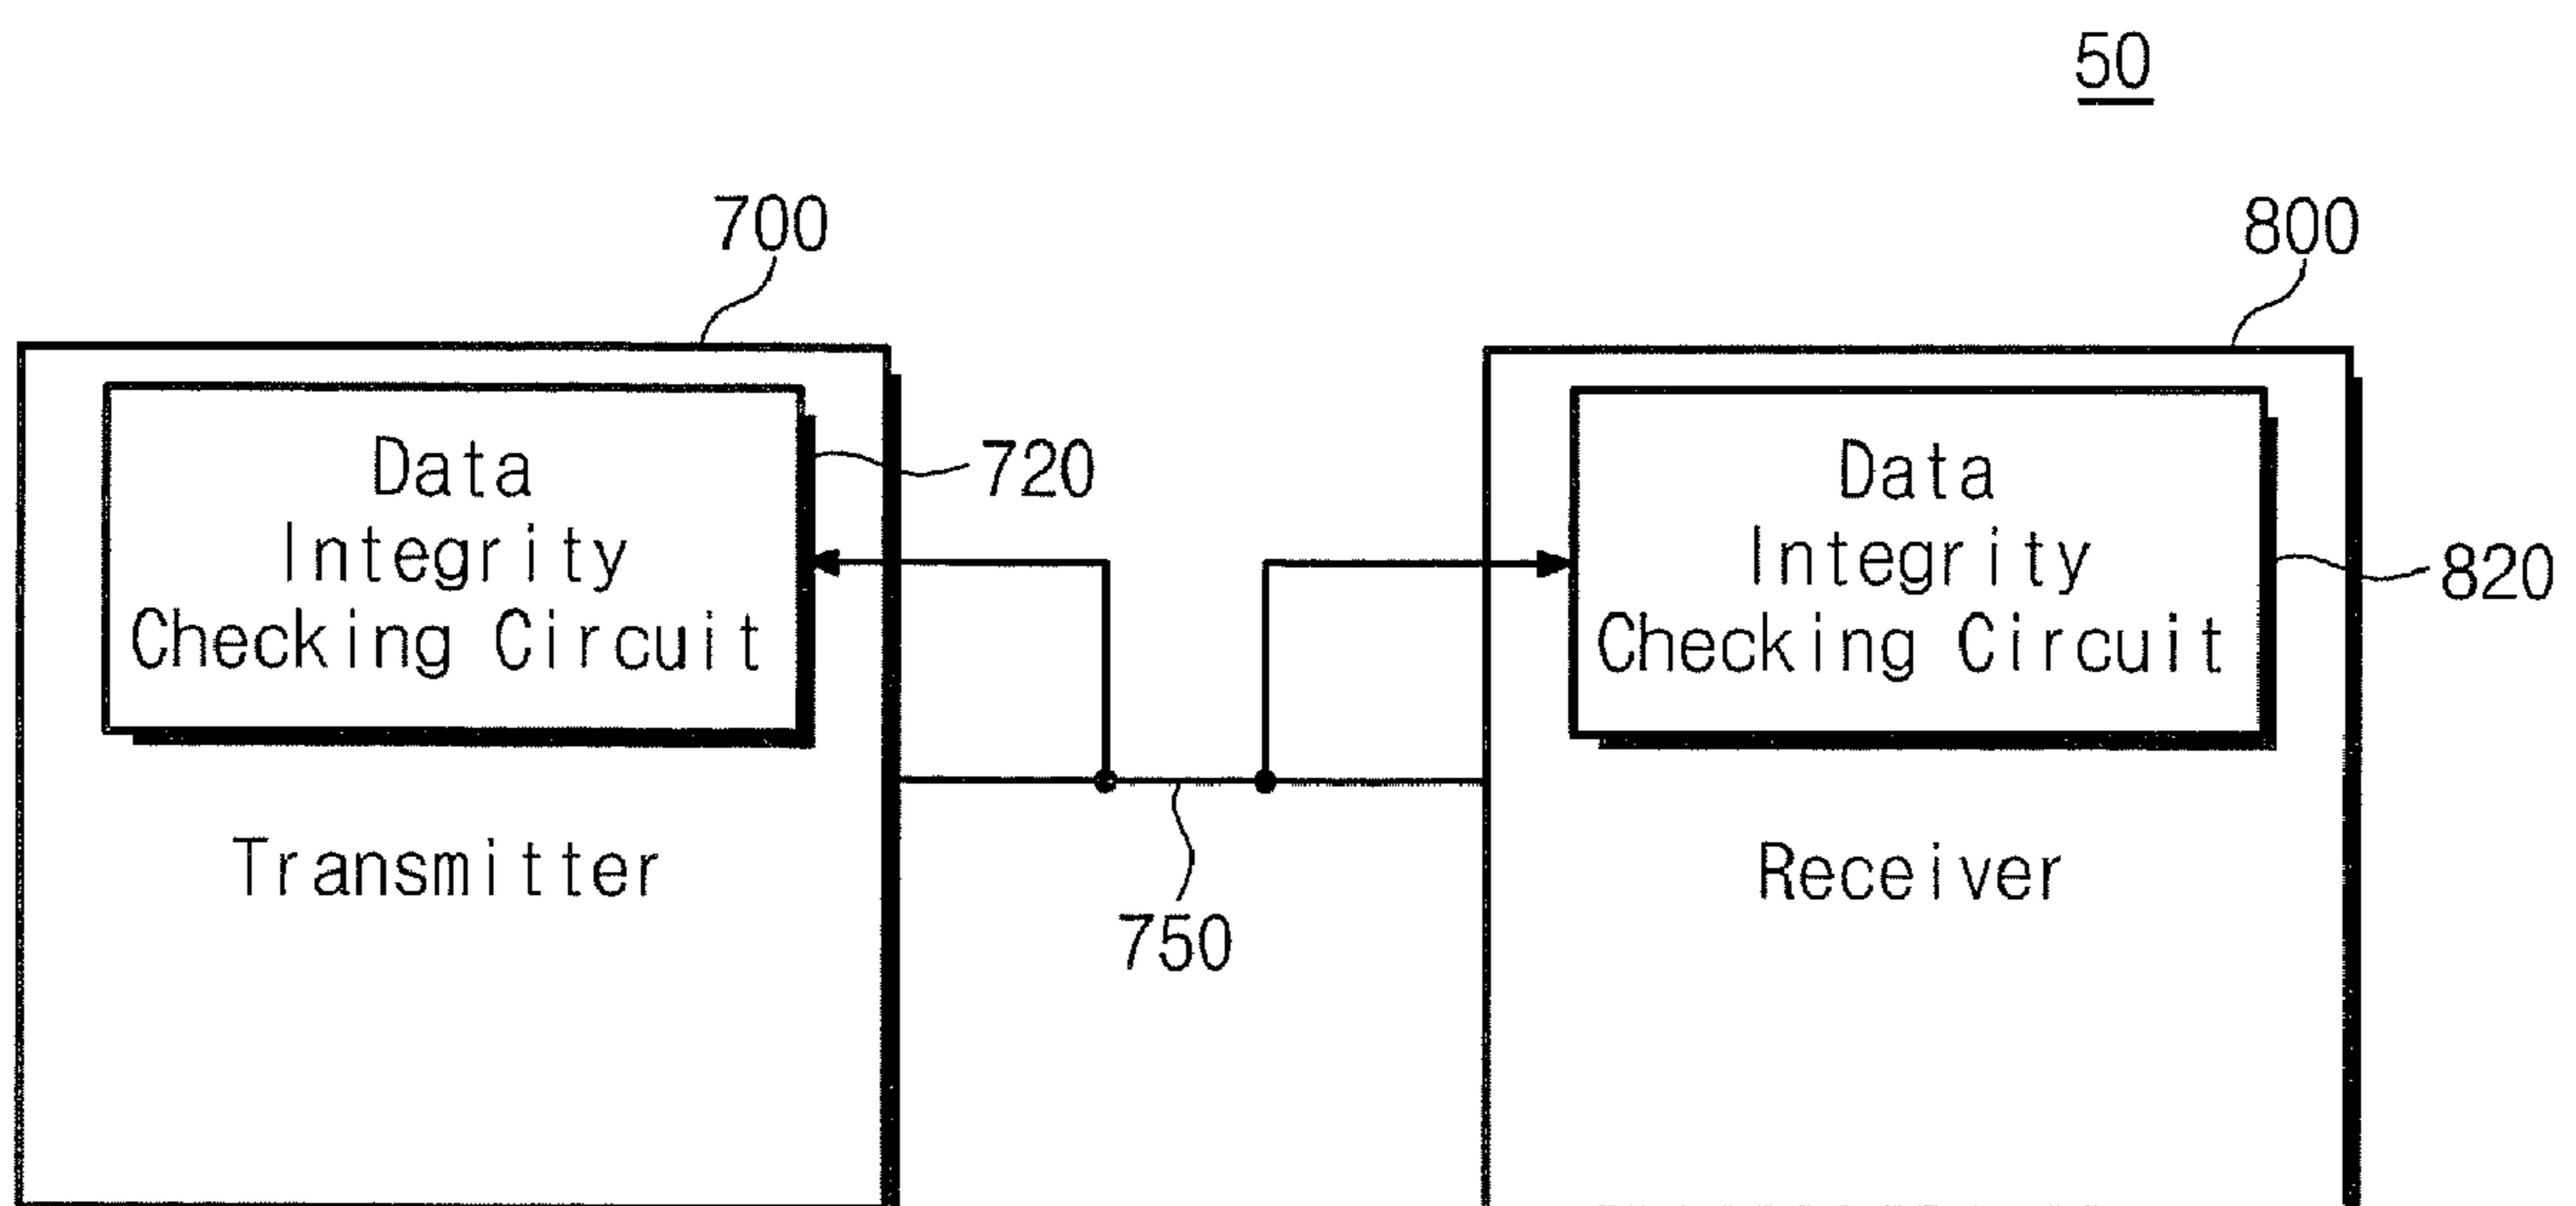 50
700
800
Data
Integrity
Checking Circuit
720
Data
Integrity
Checking Circuit
820
Transmitter
Receiver
750